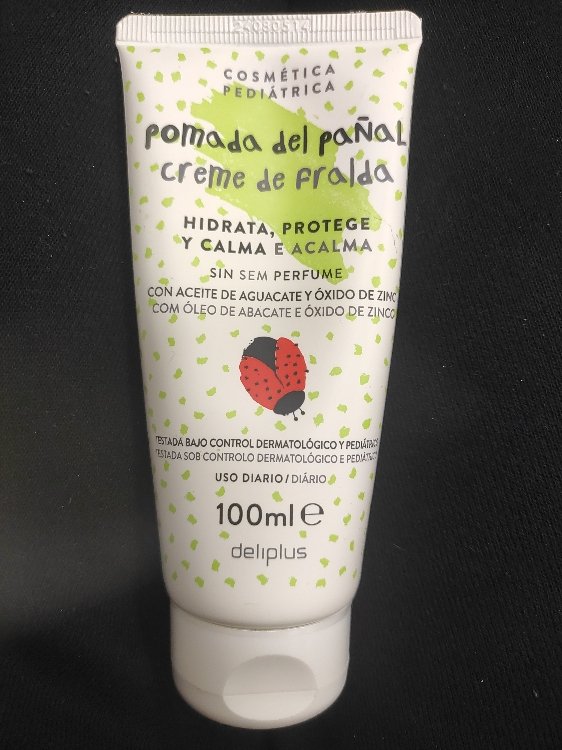 COSMÉTICA
PEDIÁTRICA
pomada del pañal
creme de fralda
HIDRATA, PROTEGE
Y CALMA E ACALMA
SIN SEM PERFUME
CON ACEITE DE AGUACATE Y ÓXIDO DE ZINC
COM ÓLEO DE ABACATE E ÓXIDO DE ZINCO
TESTADA BAJO CONTROL DERMATOLÓGICO Y PEDIÁTRICO
TESTADA SOB CONTROLO DERMATOLÓGICO E PEDIÁTRICO
USO DIARIO / DIÁRIO
100ml ℮
deliplus